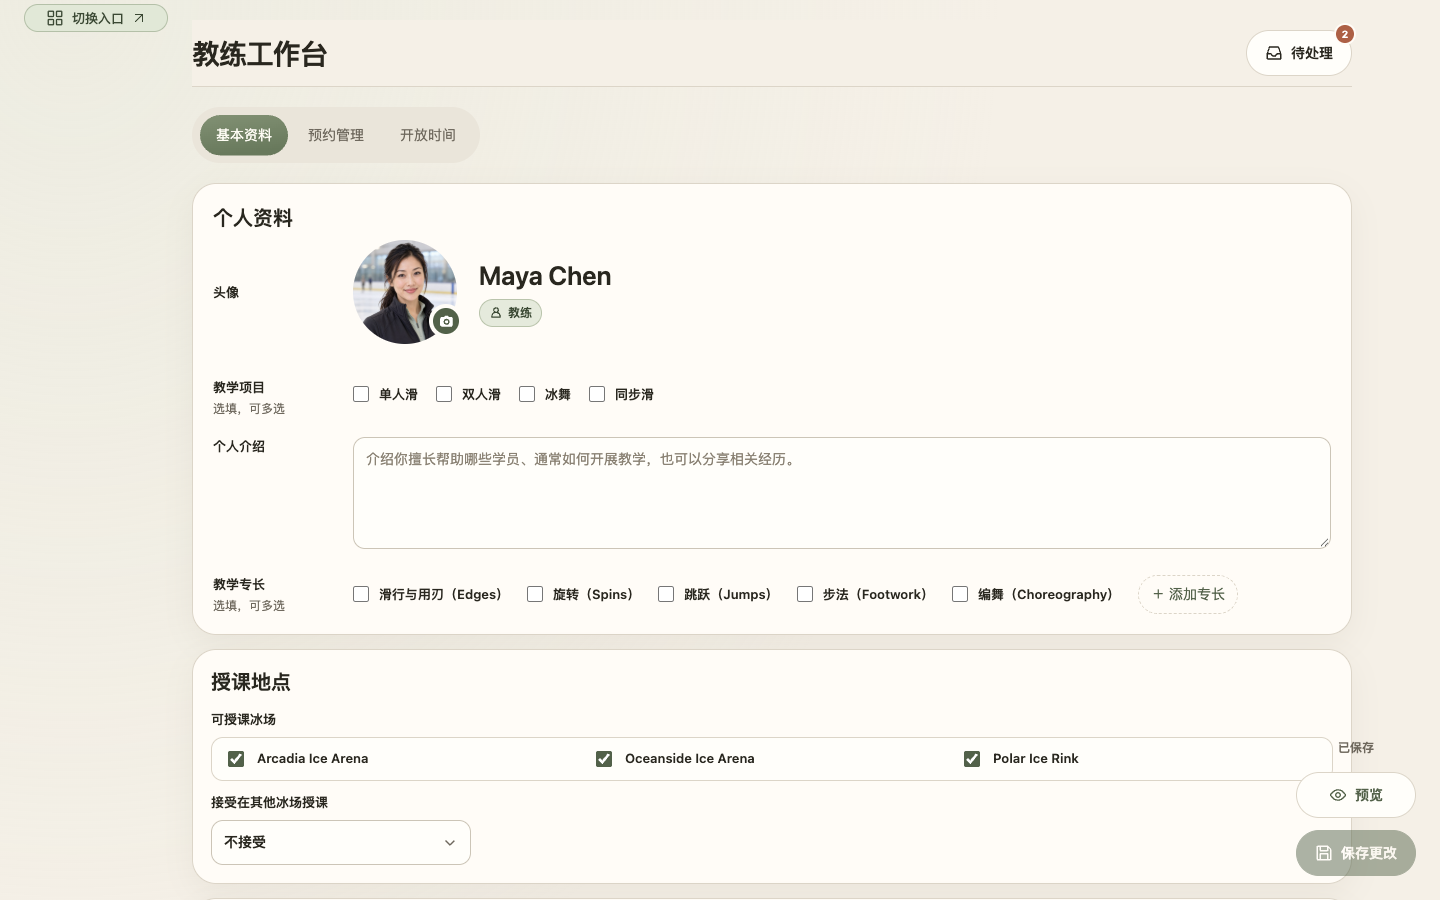 切换入口
教练工作台
待处理
2
基本资料 预约管理 开放时间
个人资料
头像
Maya Chen
教练
教学项目
选填，可多选
单人滑 双人滑 冰舞 同步滑
个人介绍
介绍你擅长帮助哪些学员、通常如何开展教学，也可以分享相关经历。
教学专长
选填，可多选
滑行与用刃（Edges） 旋转（Spins） 跳跃（Jumps） 步法（Footwork） 编舞（Choreography） + 添加专长
授课地点
可授课冰场
Arcadia Ice Arena Oceanside Ice Arena Polar Ice Rink
接受在其他冰场授课
不接受
已保存
预览
保存更改